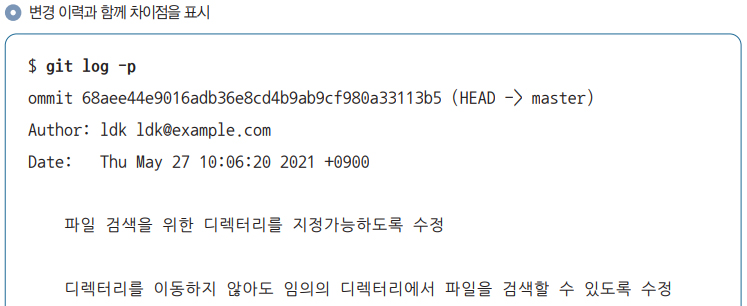 변경 이력과 함께 차이점을 표시
$ git log -p
ommit 68aee44e9016adb36e8cd4b9ab9cf980a33113b5 (HEAD -> master)
Author: ldk ldk@example.com
Date: Thu May 27 10:06:20 2021 +0900
파일 검색을 위한 디렉터리를 지정가능하도록 수정
디렉터리를 이동하지 않아도 임의의 디렉터리에서 파일을 검색할 수 있도록 수정